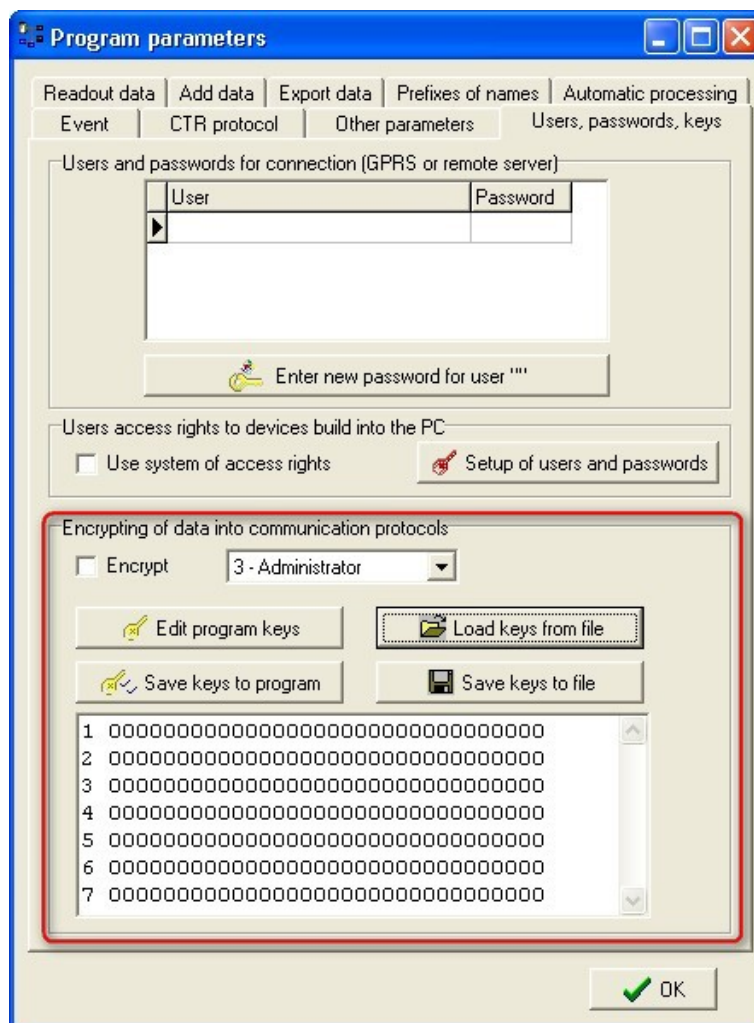 Program parameters
Readout data Add data Export data Prefixes of names Automatic processing
Event CTR protocol Other parameters Users, passwords, keys
Users and passwords for connection (GPRS or remote server)
User Password
Enter new password for user ""
Users access rights to devices build into the PC
Use system of access rights Setup of users and passwords
Encrypting of data into communication protocols
Encrypt 3 - Administrator
Edit program keys Load keys from file
Save keys to program Save keys to file
1 00000000000000000000000000000000
2 00000000000000000000000000000000
3 00000000000000000000000000000000
4 00000000000000000000000000000000
5 00000000000000000000000000000000
6 00000000000000000000000000000000
7 00000000000000000000000000000000
OK